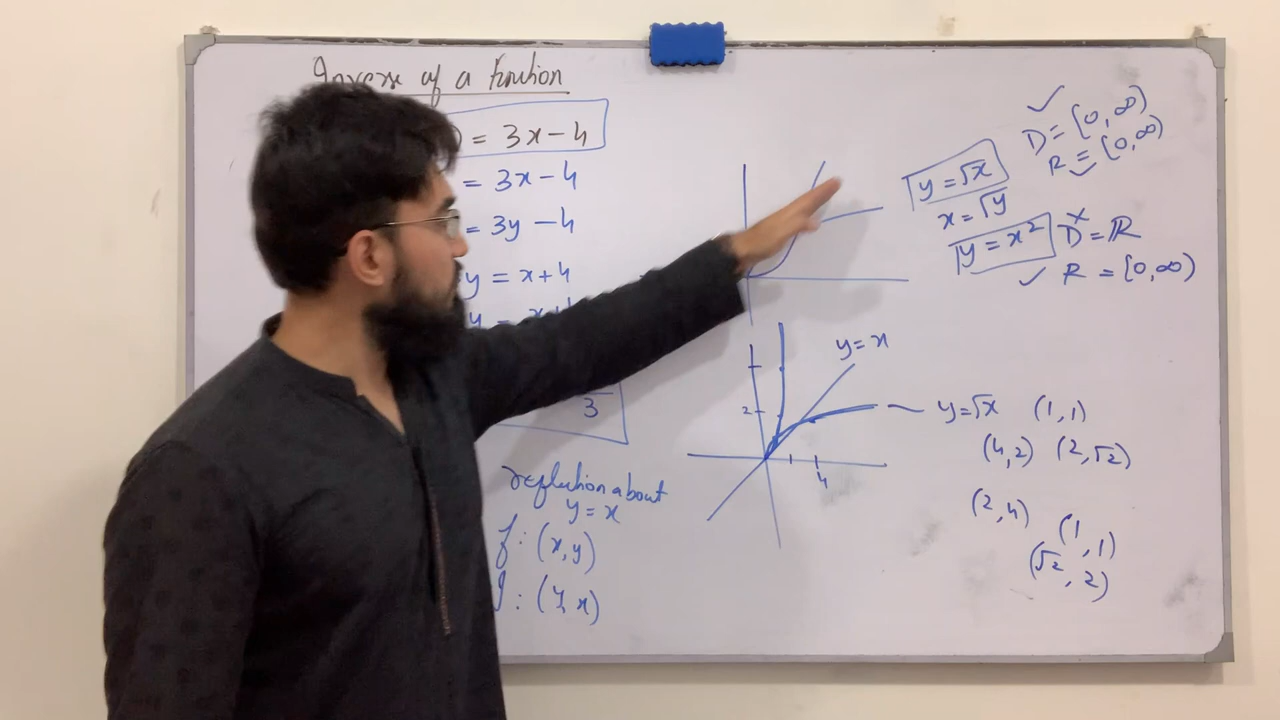 Inverse of a function
= 3x-4
= 3x-4
= 3y -4
y = x+4
y = x+4
3
reflection about
y = x
f: (x,y)
g: (y,x)
y = √x
x = √y
y = x²
D = [0,∞)
R = [0,∞)
D = ℝ
R = [0,∞)
y = x
2
4
y=√x (1,1)
(4,2) (2,√2)
(2,4)
(1,1)
(√2,2)